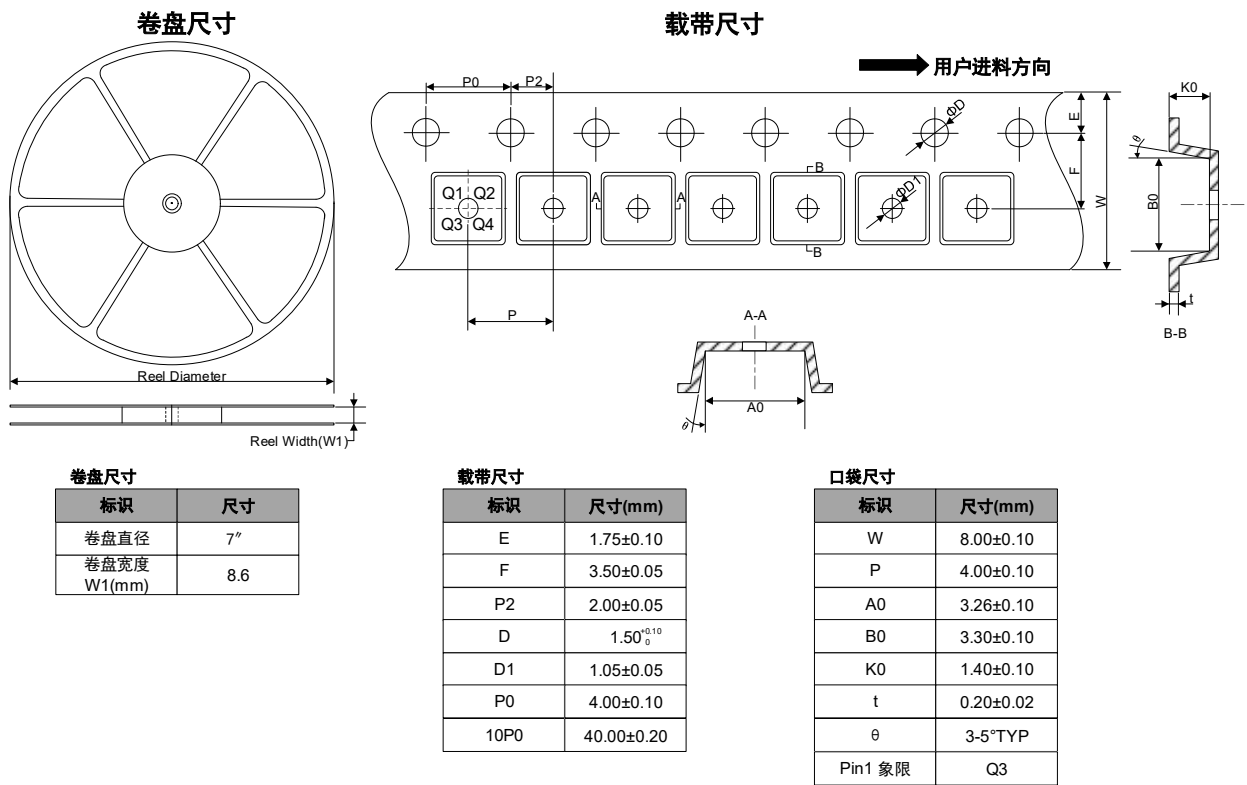 卷盘尺寸
载带尺寸
用户进料方向
P0
P2
ΦD
E
F
W
K0
θ
B0
t
B-B
Q1 Q2
Q3 Q4
A
A
B
B
ΦD1
P
A-A
A0
θ
Reel Diameter
Reel Width(W1)
卷盘尺寸
标识 尺寸
卷盘直径 7″
卷盘宽度
W1(mm) 8.6
载带尺寸
标识 尺寸(mm)
E 1.75±0.10
F 3.50±0.05
P2 2.00±0.05
D 1.50 +0.10 0
D1 1.05±0.05
P0 4.00±0.10
10P0 40.00±0.20
口袋尺寸
标识 尺寸(mm)
W 8.00±0.10
P 4.00±0.10
A0 3.26±0.10
B0 3.30±0.10
K0 1.40±0.10
t 0.20±0.02
θ 3-5°TYP
Pin1 象限 Q3